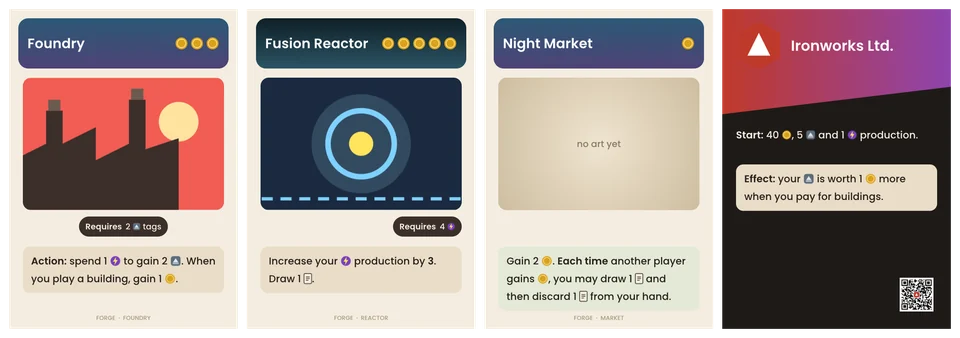 Foundry
Requires 2 tags
Action: spend 1 to gain 2 . When
you play a building, gain 1 .
FORGE · FOUNDRY
Fusion Reactor
Requires 4
Increase your production by 3.
Draw 1 .
FORGE · REACTOR
Night Market
no art yet
Gain 2 . Each time another player
gains , you may draw 1 and
then discard 1 from your hand.
FORGE · MARKET
Ironworks Ltd.
Start: 40 , 5 and 1 production.
Effect: your is worth 1 more
when you pay for buildings.